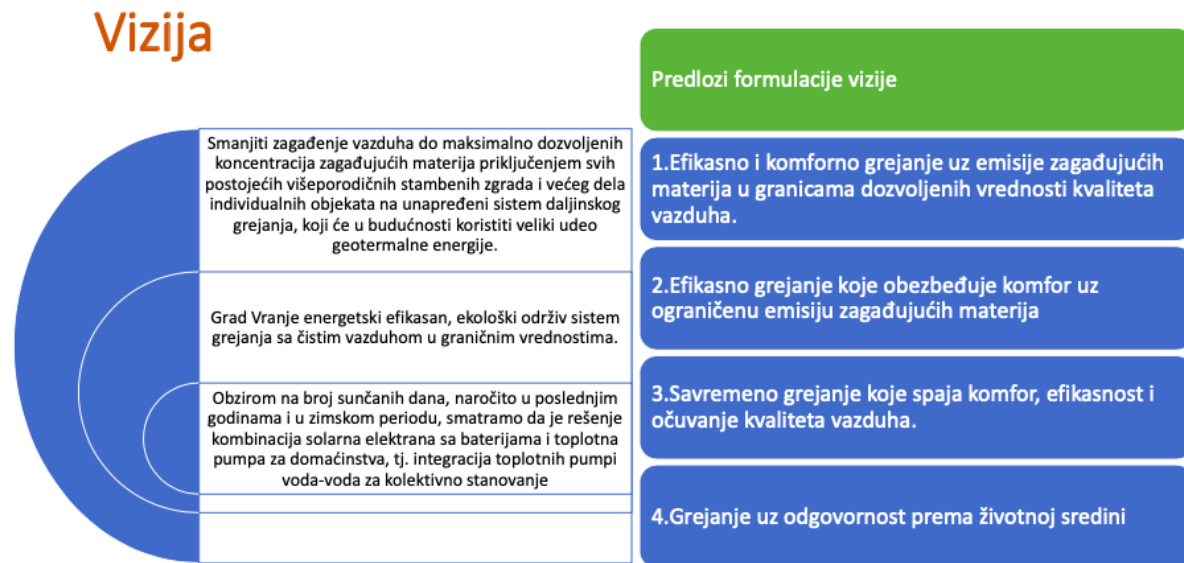 Vizija
Smanjiti zagađenje vazduha do maksimalno dozvoljenih
koncentracija zagađujućih materija priključenjem svih
postojećih višeporodičnih stambenih zgrada i većeg dela
individualnih objekata na unapređeni sistem daljinskog
grejanja, koji će u budućnosti koristiti veliki udeo
geotermalne energije.
Grad Vranje energetski efikasan, ekološki održiv sistem
grejanja sa čistim vazduhom u graničnim vrednostima.
Obzirom na broj sunčanih dana, naročito u poslednjim
godinama i u zimskom periodu, smatramo da je rešenje
kombinacija solarna elektrana sa baterijama i toplotna
pumpa za domaćinstva, tj. integracija toplotnih pumpi
voda-voda za kolektivno stanovanje
Predlozi formulacije vizije
1.Efikasno i komforno grejanje uz emisije zagađujućih
materija u granicama dozvoljenih vrednosti kvaliteta
vazduha.
2.Efikasno grejanje koje obezbeđuje komfor uz
ograničenu emisiju zagađujućih materija
3.Savremeno grejanje koje spaja komfor, efikasnost i
očuvanje kvaliteta vazduha.
4.Grejanje uz odgovornost prema životnoj sredini